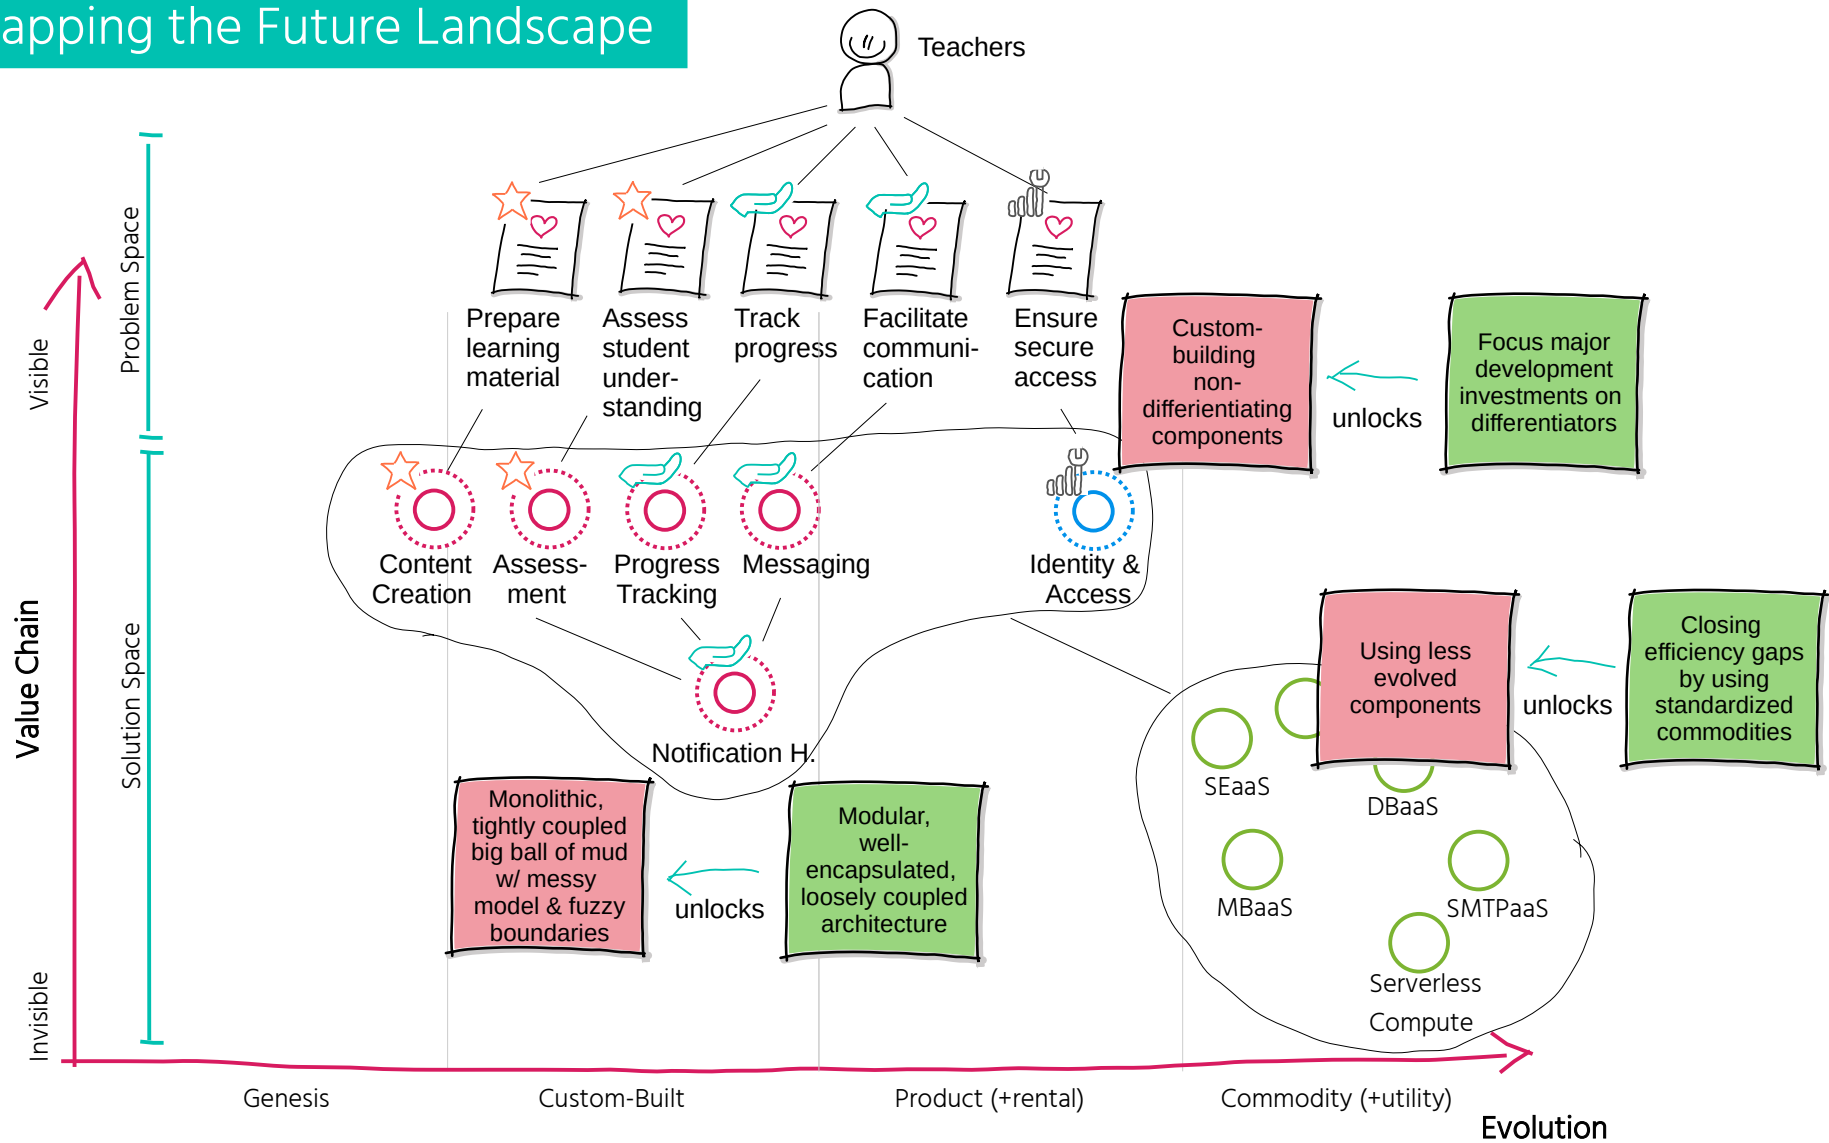 apping the Future Landscape
Teachers
Problem Space
Visible
Prepare
learning
material
Assess
student
under-
standing
Track
progress
Facilitate
communi-
cation
Ensure
secure
access
Custom-
building
non-
differientiating
components
unlocks
Focus major
development
investments on
differentiators
Content
Creation
Assess-
ment
Progress
Tracking
Messaging
Identity &
Access
Notification H.
Value Chain
Solution Space
Using less
evolved
components
unlocks
Closing
efficiency gaps
by using
standardized
commodities
SEaaS
DBaaS
MBaaS
SMTPaaS
Serverless
Compute
Monolithic,
tightly coupled
big ball of mud
w/ messy
model & fuzzy
boundaries
unlocks
Modular,
well-
encapsulated,
loosely coupled
architecture
Invisible
Genesis
Custom-Built
Product (+rental)
Commodity (+utility)
Evolution